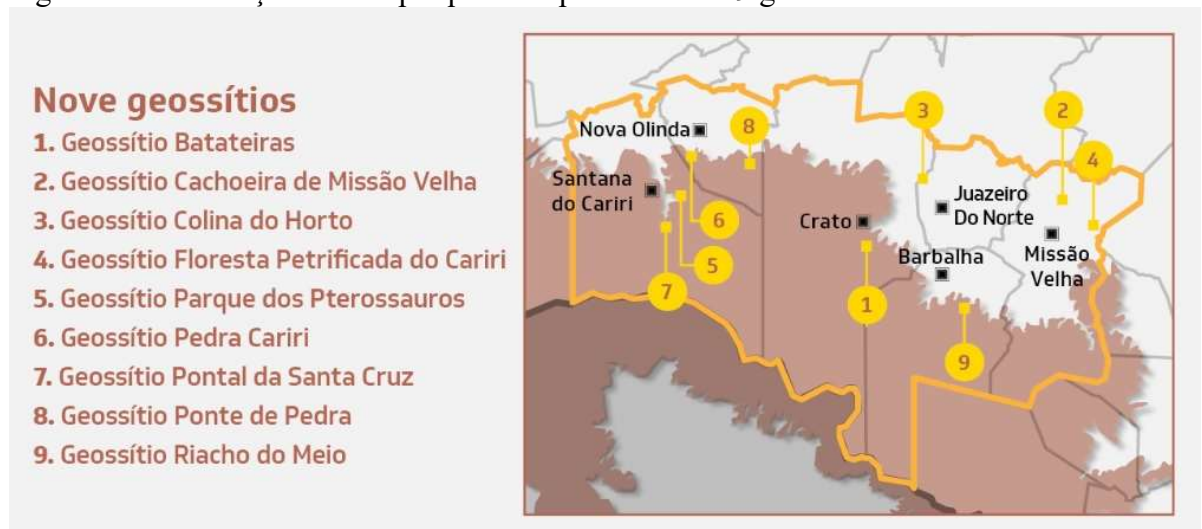 Nove geossítios
1. Geossítio Batateiras
2. Geossítio Cachoeira de Missão Velha
3. Geossítio Colina do Horto
4. Geossítio Floresta Petrificada do Cariri
5. Geossítio Parque dos Pterossauros
6. Geossítio Pedra Cariri
7. Geossítio Pontal da Santa Cruz
8. Geossítio Ponte de Pedra
9. Geossítio Riacho do Meio
Nova Olinda
8
3
2
4
Santana
do Cariri
6
Crato
Juazeiro
Do Norte
Barbalha
Missão
Velha
5
7
1
9